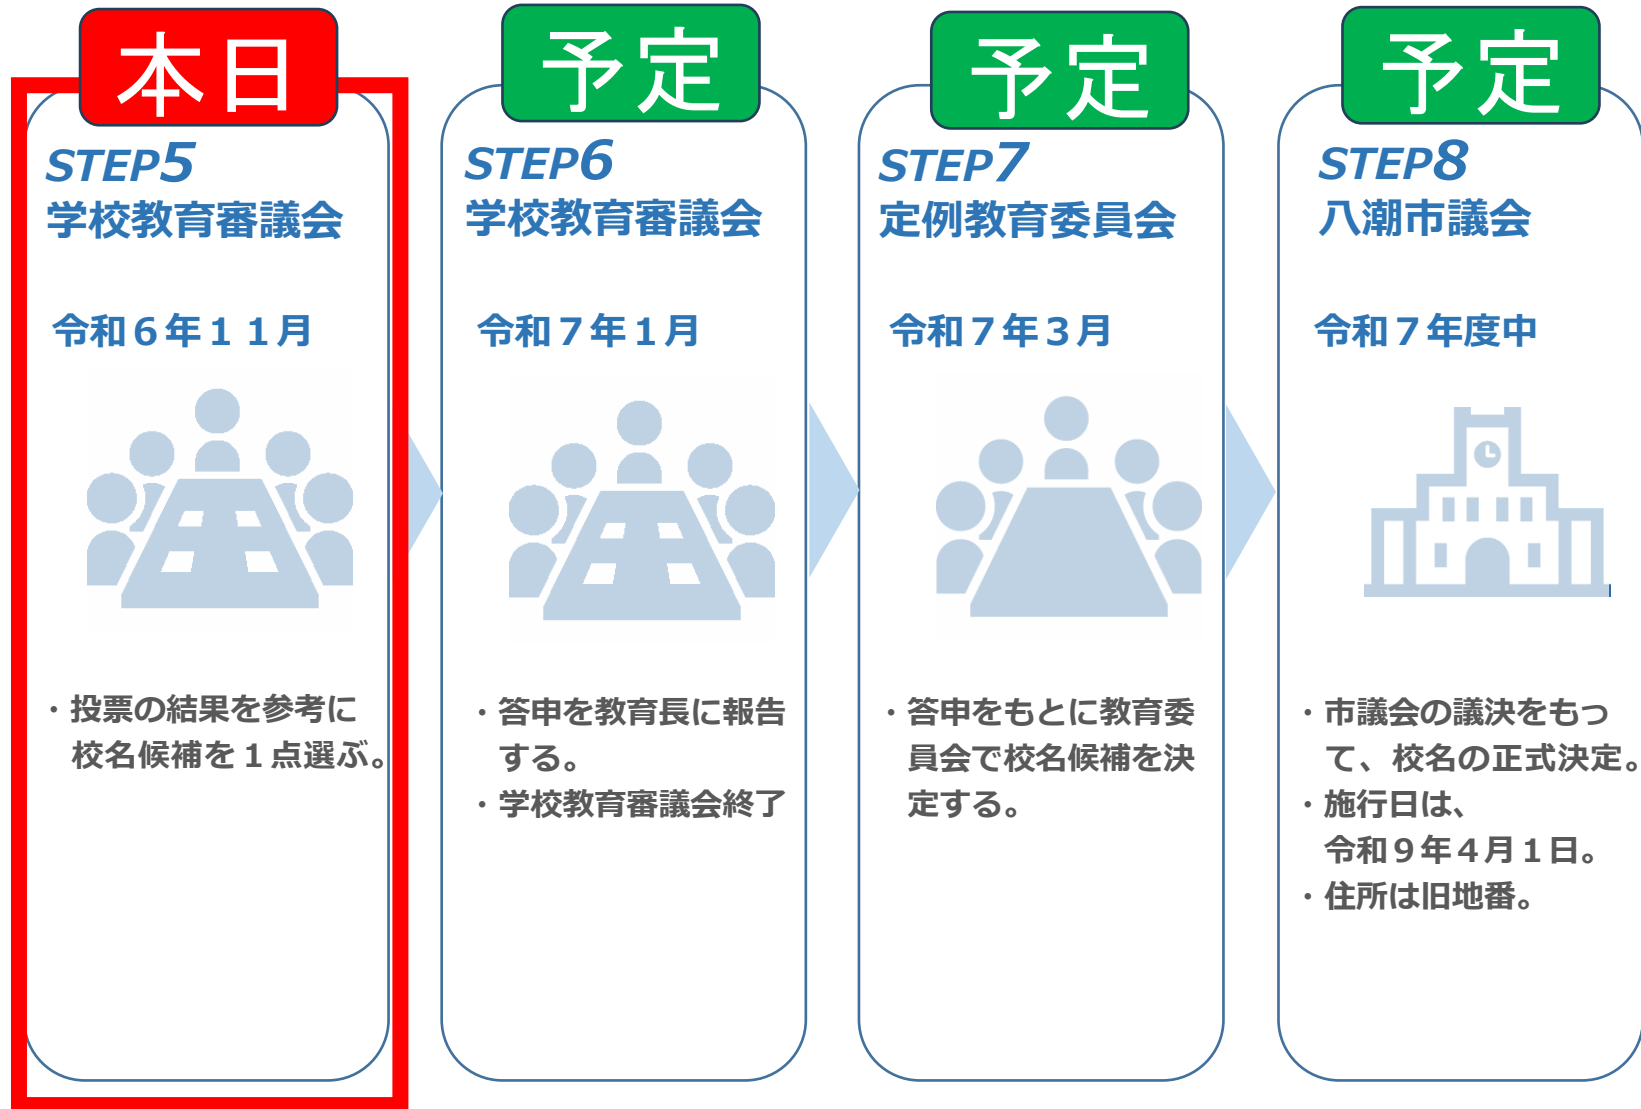 本日
STEP5
学校教育審議会
令和６年１１月
・投票の結果を参考に
校名候補を１点選ぶ。
予定
STEP6
学校教育審議会
令和７年１月
・答申を教育長に報告
する。
・学校教育審議会終了
予定
STEP7
定例教育委員会
令和７年３月
・答申をもとに教育委
員会で校名候補を決
定する。
予定
STEP8
八潮市議会
令和７年度中
・市議会の議決をもっ
て、校名の正式決定。
・施行日は、
令和９年４月１日。
・住所は旧地番。